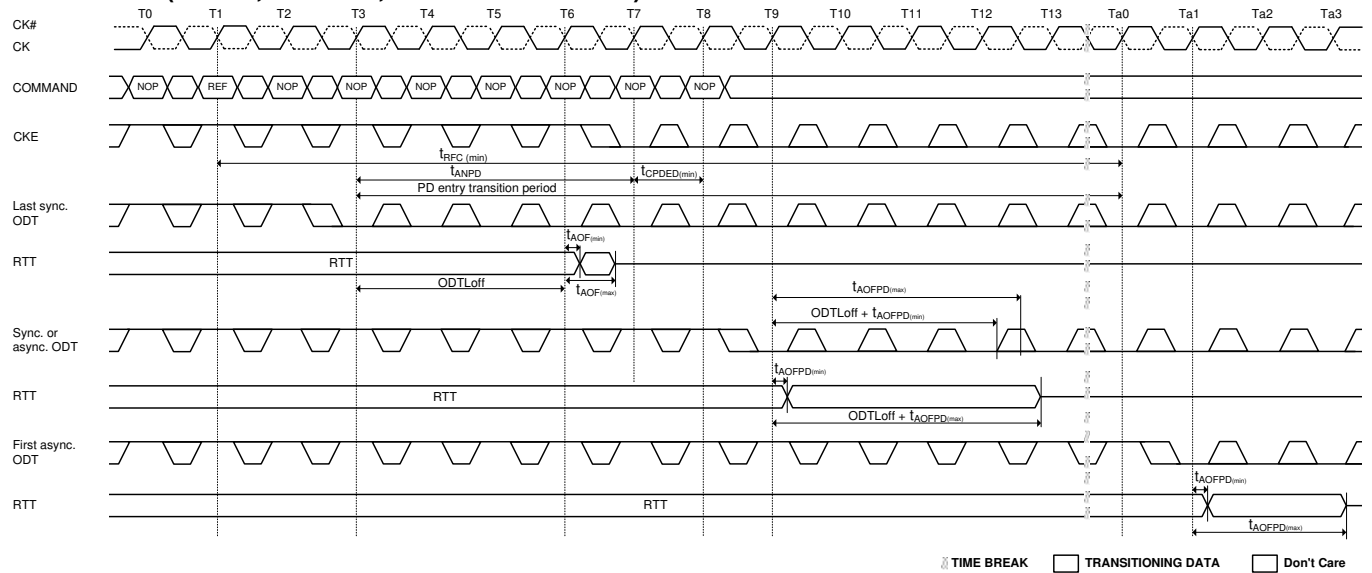 T0 T1 T2 T3 T4 T5 T6 T7 T8 T9 T10 T11 T12 T13 Ta0 Ta1 Ta2 Ta3
CK#
CK
COMMAND NOP REF NOP NOP NOP NOP NOP NOP NOP
CKE
tRFC (min)
tANPD tCPDED(min)
PD entry transition period
Last sync.
ODT
tAOF(min)
RTT RTT
ODTLoff tAOF(max)
tAOFPD(max)
ODTLoff + tAOFPD(min)
Sync. or
async. ODT
tAOFPD(min)
RTT RTT
ODTLoff + tAOFPD(max)
First async.
ODT
tAOFPD(min)
RTT RTT
tAOFPD(max)
TIME BREAK TRANSITIONING DATA Don't Care